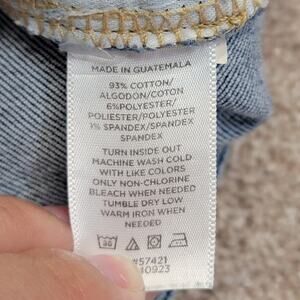 MADE IN GUATEMALA
93% COTTON/
ALGODON/COTON
6%POLYESTER/
POLIESTER/POLYESTER
1% SPANDEX/SPANDEX
SPANDEX
TURN INSIDE OUT
MACHINE WASH COLD
WITH LIKE COLORS
ONLY NON-CHLORINE
BLEACH WHEN NEEDED
TUMBLE DRY LOW
WARM IRON WHEN
NEEDED
30
#57421
10923